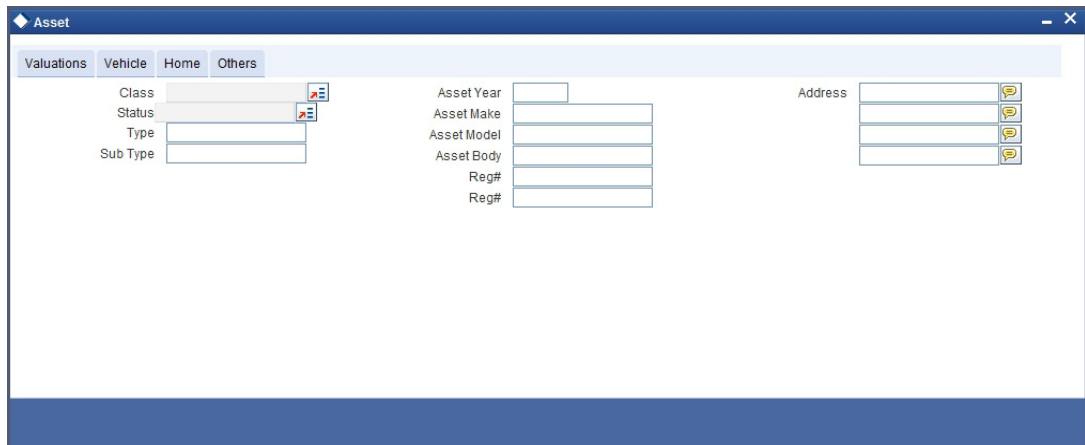 Asset
Valuations Vehicle Home Others
Class Asset Year Address
Status Asset Make
Type Asset Model
Sub Type Asset Body
Reg#
Reg#